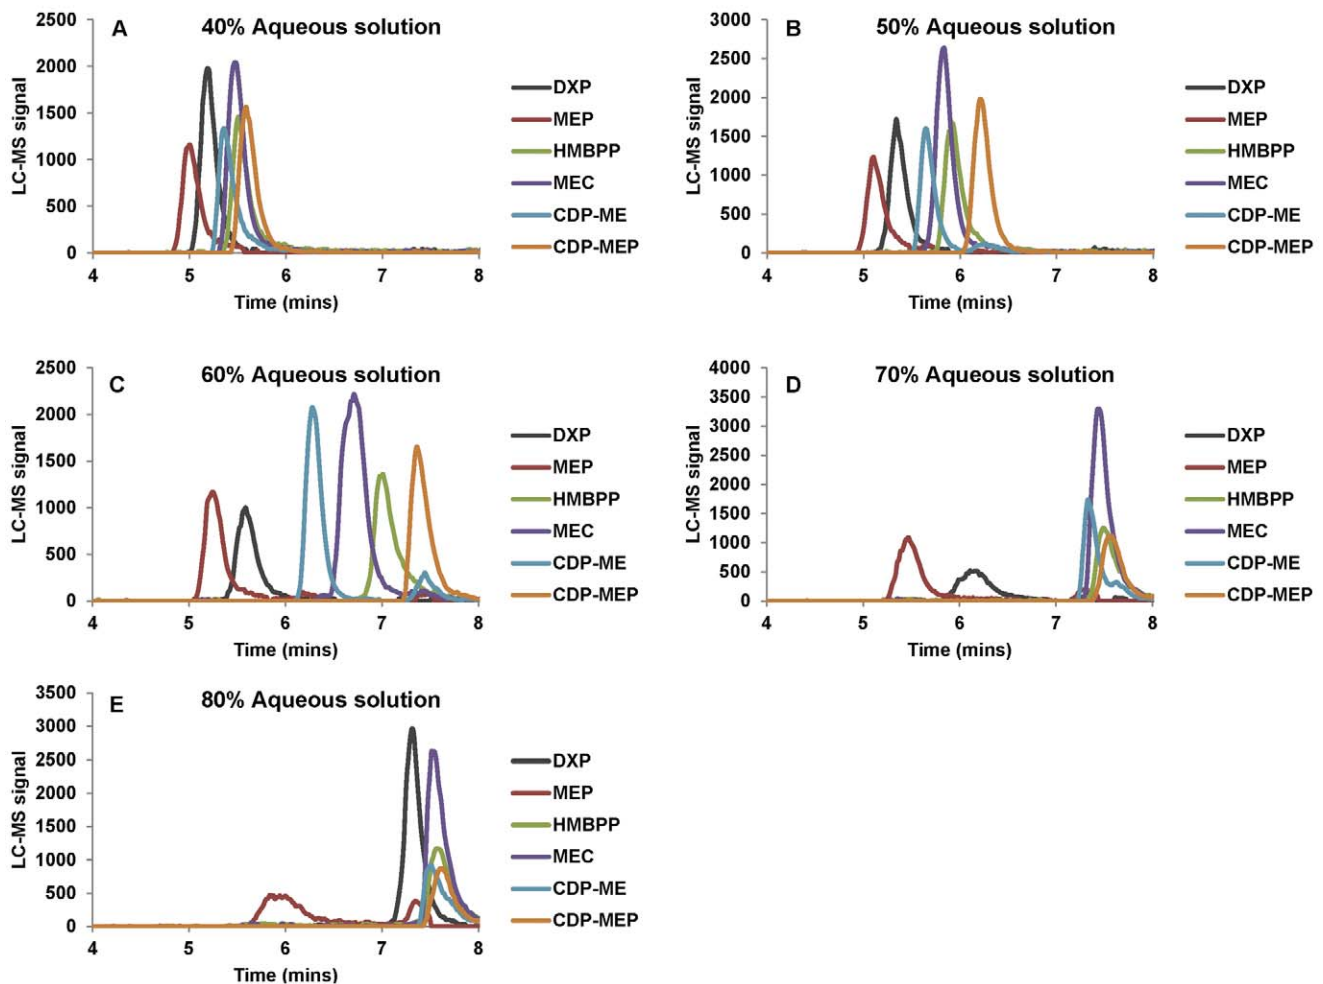 A 40% Aqueous solution
LC-MS signal
2500
2000
1500
1000
500
0
4 5 6 7 8
Time (mins)
DXP
MEP
HMBPP
MEC
CDP-ME
CDP-MEP
B 50% Aqueous solution
LC-MS signal
3000
2500
2000
1500
1000
500
0
4 5 6 7 8
Time (mins)
DXP
MEP
HMBPP
MEC
CDP-ME
CDP-MEP
C 60% Aqueous solution
LC-MS signal
2500
2000
1500
1000
500
0
4 5 6 7 8
Time (mins)
DXP
MEP
HMBPP
MEC
CDP-ME
CDP-MEP
D 70% Aqueous solution
LC-MS signal
4000
3500
3000
2500
2000
1500
1000
500
0
4 5 6 7 8
Time (mins)
DXP
MEP
HMBPP
MEC
CDP-ME
CDP-MEP
E 80% Aqueous solution
LC-MS signal
3500
3000
2500
2000
1500
1000
500
0
4 5 6 7 8
Time (mins)
DXP
MEP
HMBPP
MEC
CDP-ME
CDP-MEP